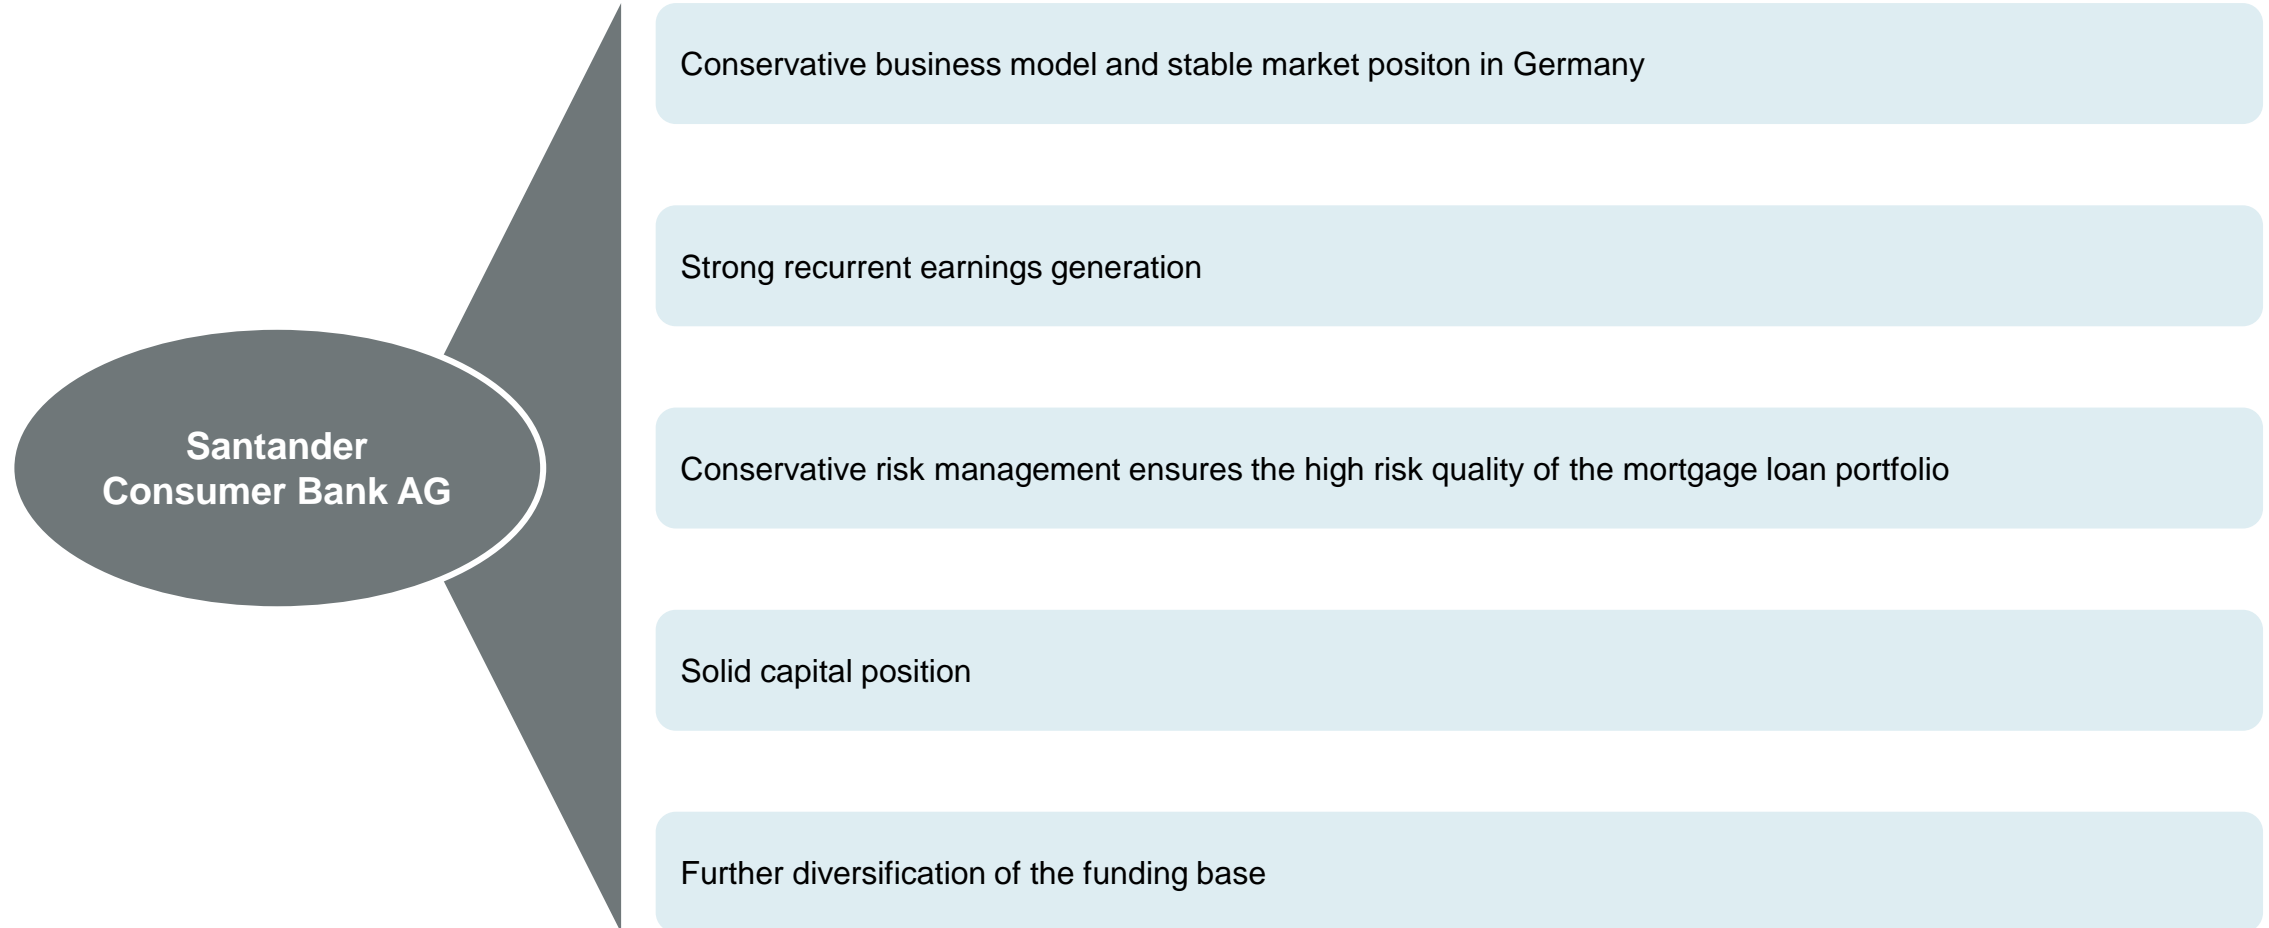 Conservative business model and stable market positon in Germany
Strong recurrent earnings generation
Santander
Consumer Bank AG
Conservative risk management ensures the high risk quality of the mortgage loan portfolio
Solid capital position
Further diversification of the funding base